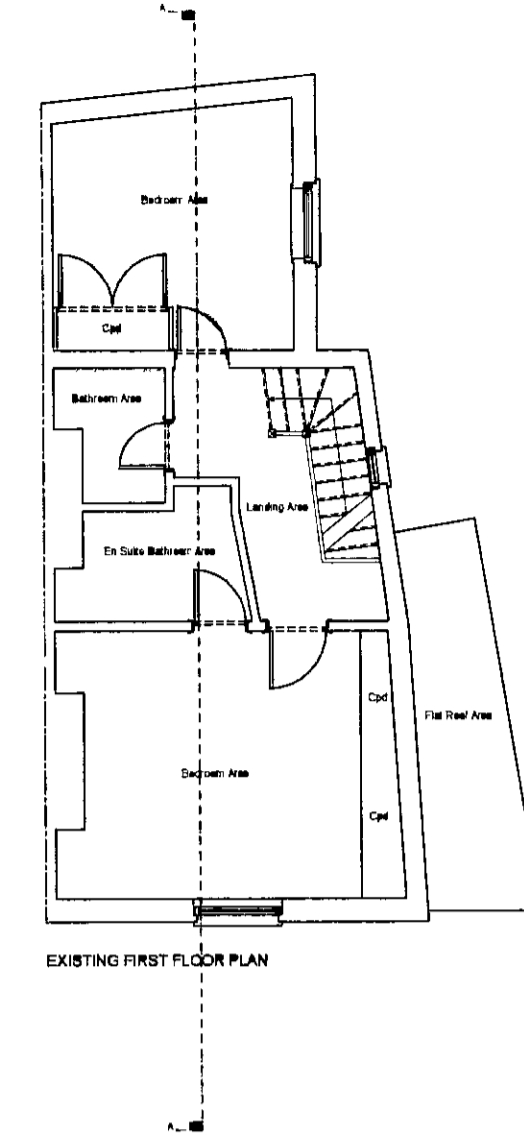 A
Bedroom Area
Cpd
Bathroom Area
Landing Area
En Suite Bathroom Area
Cpd
Flat Roof Area
Bedroom Area
Cpd
EXISTING FIRST FLOOR PLAN
A